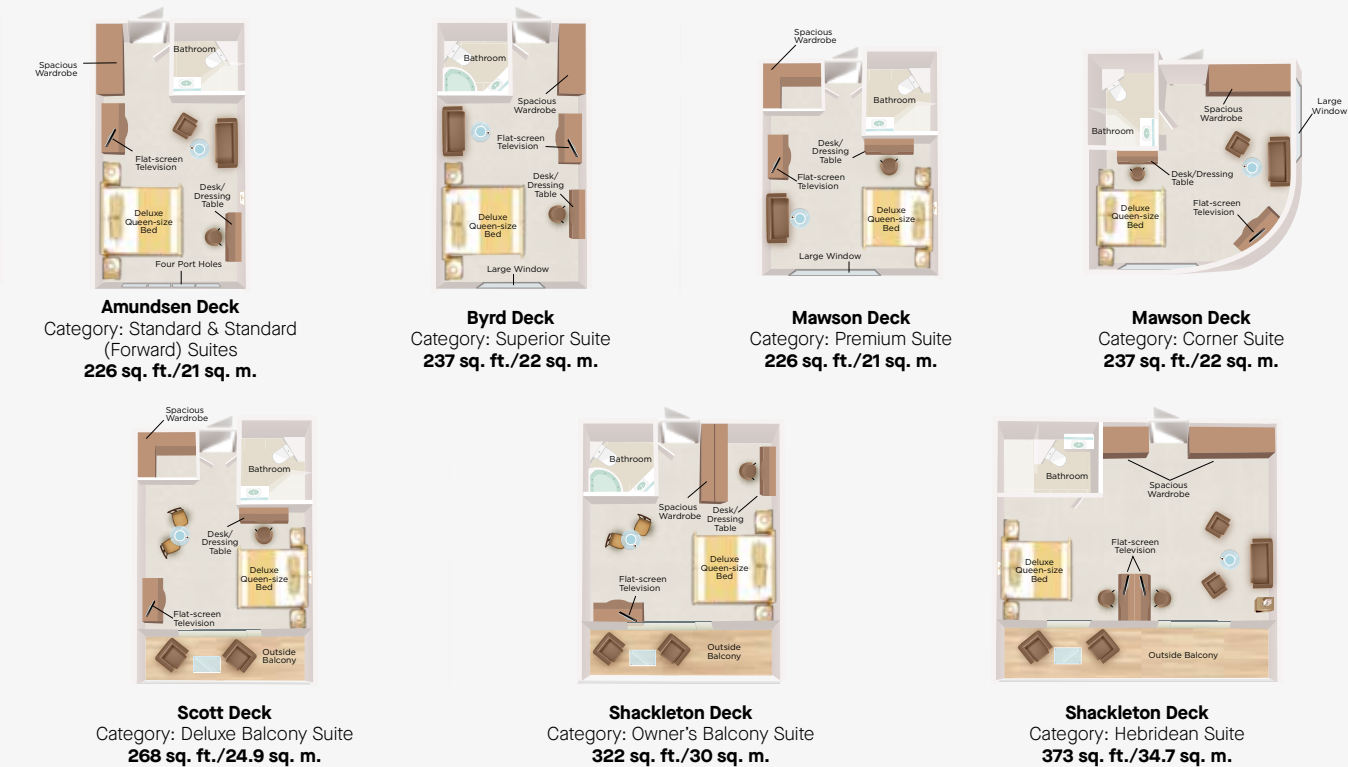 Spacious
Wardrobe
Bathroom
Flat-screen
Television
Desk/
Dressing
Table
Deluxe
Queen-size
Bed
Four Port Holes
Amundsen Deck
Category: Standard & Standard
(Forward) Suites
226 sq. ft./21 sq. m.
Bathroom
Spacious
Wardrobe
Flat-screen
Television
Desk/
Dressing
Table
Deluxe
Queen-size
Bed
Large Window
Byrd Deck
Category: Superior Suite
237 sq. ft./22 sq. m.
Spacious
Wardrobe
Bathroom
Desk/
Dressing
Table
Flat-screen
Television
Deluxe
Queen-size
Bed
Large Window
Mawson Deck
Category: Premium Suite
226 sq. ft./21 sq. m.
Large
Window
Spacious
Wardrobe
Bathroom
Desk/Dressing
Table
Flat-screen
Television
Deluxe
Queen-size
Bed
Mawson Deck
Category: Corner Suite
237 sq. ft./22 sq. m.
Spacious
Wardrobe
Bathroom
Desk/
Dressing
Table
Deluxe
Queen-size
Bed
Flat-screen
Television
Outside
Balcony
Scott Deck
Category: Deluxe Balcony Suite
268 sq. ft./24.9 sq. m.
Bathroom
Spacious
Wardrobe
Desk/
Dressing
Table
Deluxe
Queen-size
Bed
Flat-screen
Television
Outside
Balcony
Shackleton Deck
Category: Owner's Balcony Suite
322 sq. ft./30 sq. m.
Bathroom
Spacious
Wardrobe
Flat-screen
Television
Deluxe
Queen-size
Bed
Outside Balcony
Shackleton Deck
Category: Hebridean Suite
373 sq. ft./34.7 sq. m.